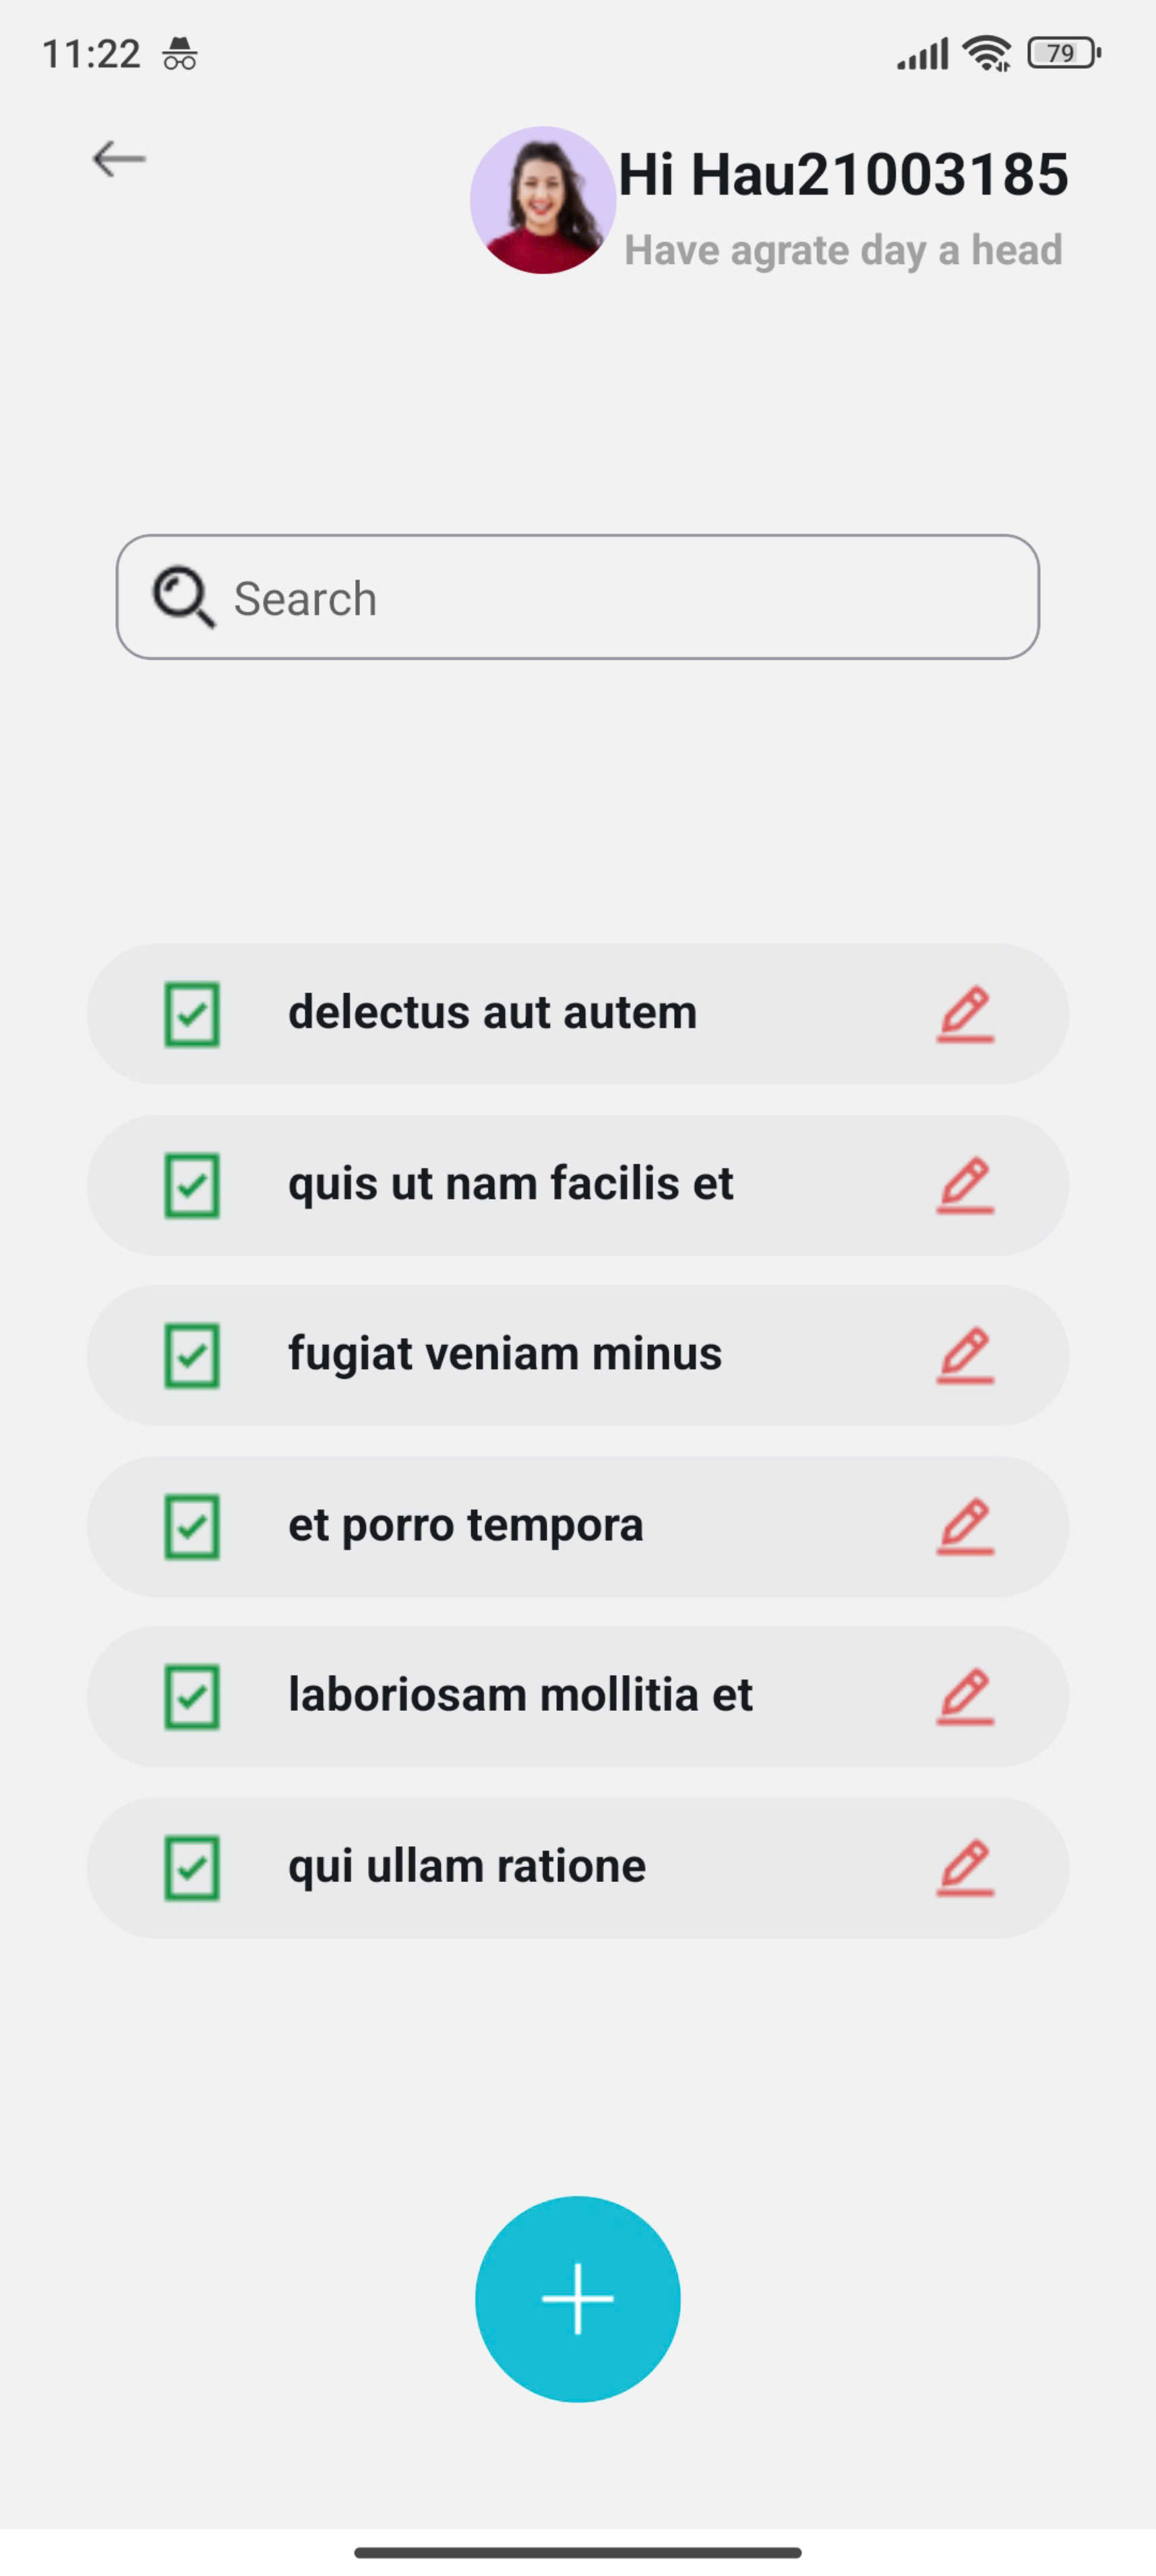 11:22
79
Hi Hau21003185
Have agrate day a head
Search
delectus aut autem
quis ut nam facilis et
fugiat veniam minus
et porro tempora
laboriosam mollitia et
qui ullam ratione